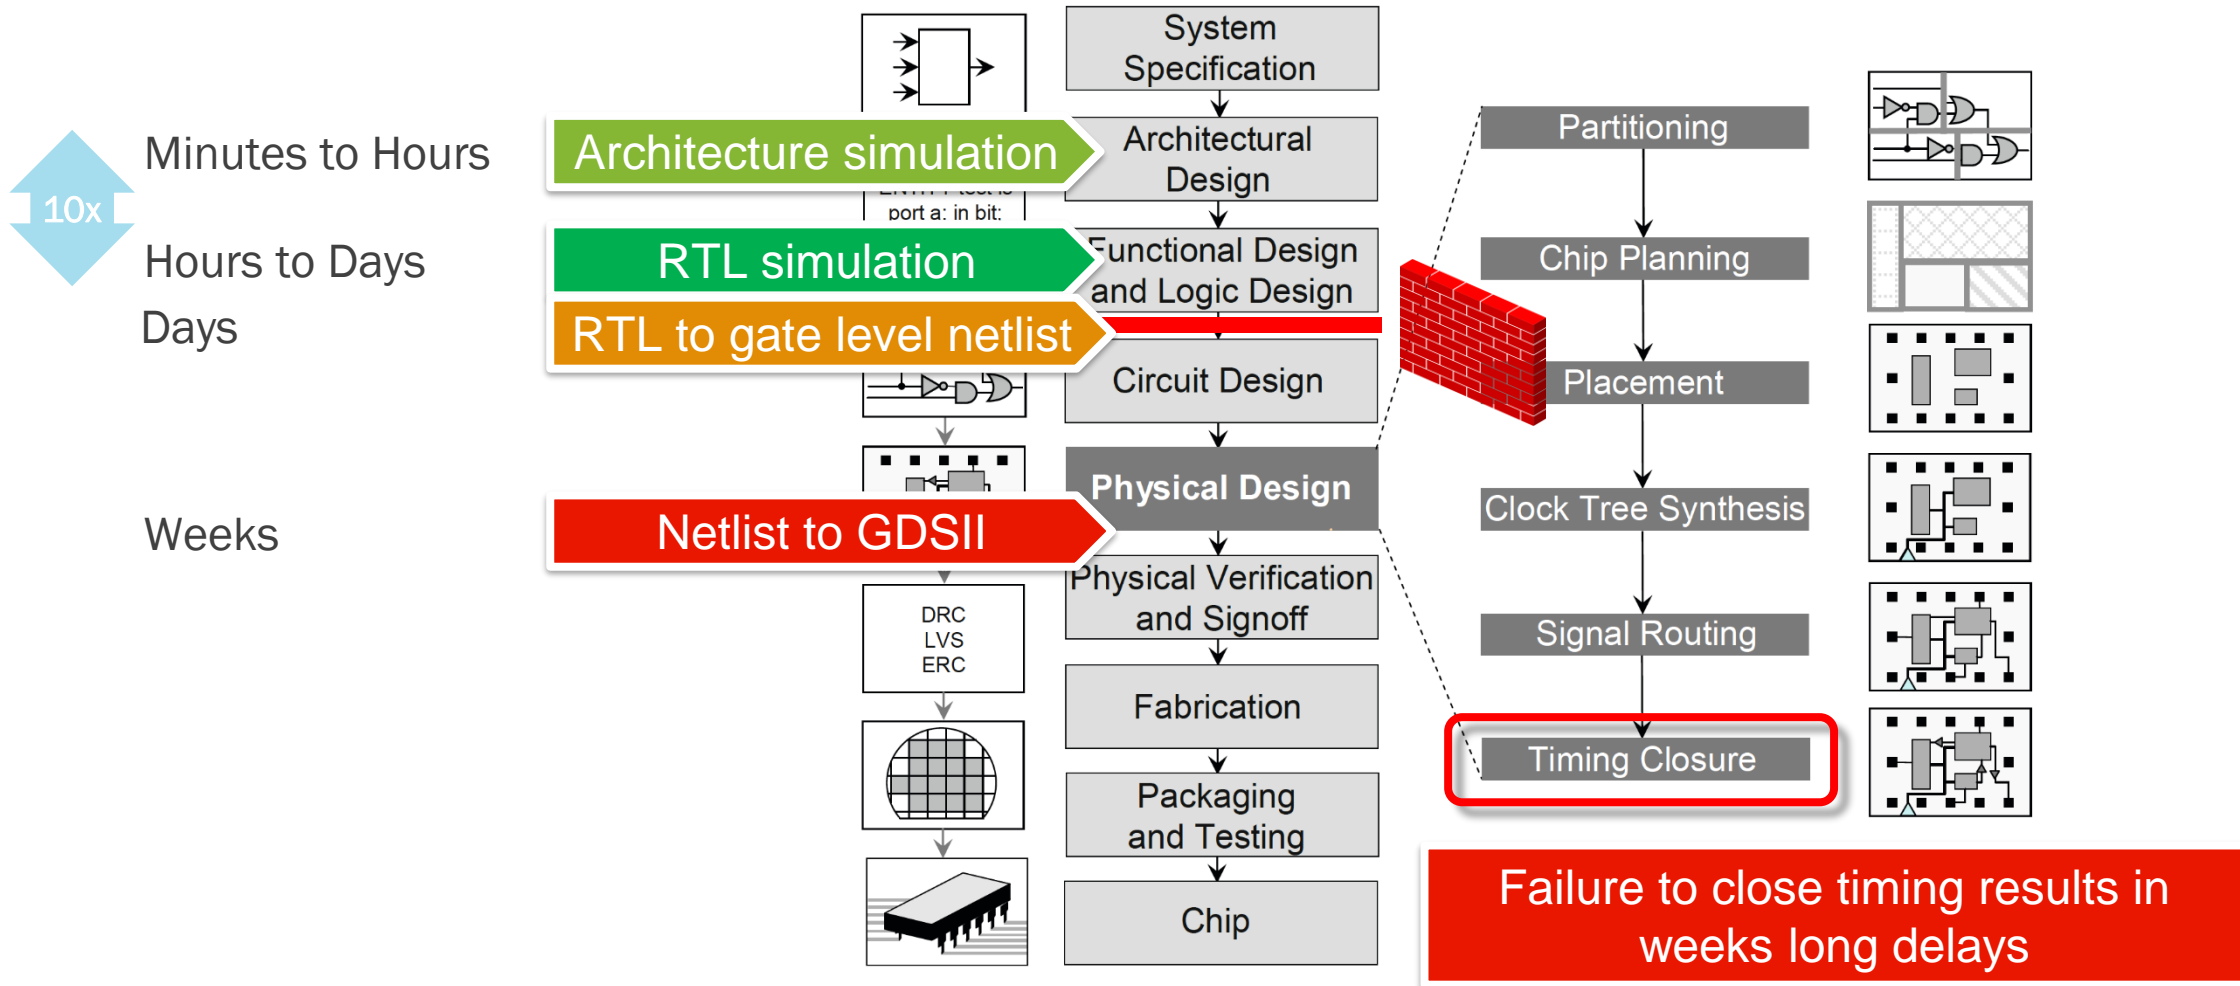 Minutes to Hours
10x
Hours to Days
Days
Weeks
Architecture simulation
port a: in bit:
RTL simulation
RTL to gate level netlist
Netlist to GDSII
DRC
LVS
ERC
System
Specification
Architectural
Design
Functional Design
and Logic Design
Circuit Design
Physical Design
Physical Verification
and Signoff
Fabrication
Packaging
and Testing
Chip
Partitioning
Chip Planning
Placement
Clock Tree Synthesis
Signal Routing
Timing Closure
Failure to close timing results in
weeks long delays